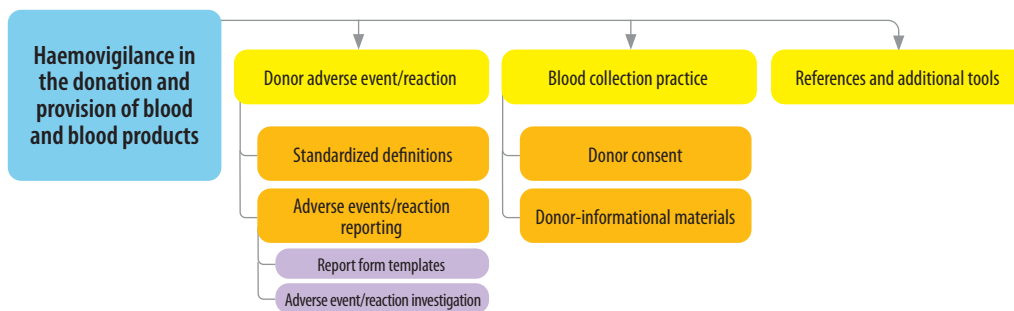 Haemovigilance in
the donation and
provision of blood
and blood products
Donor adverse event/reaction
Blood collection practice
References and additional tools
Standardized definitions
Donor consent
Adverse events/reaction
reporting
Donor-informational materials
Report form templates
Adverse event/reaction investigation